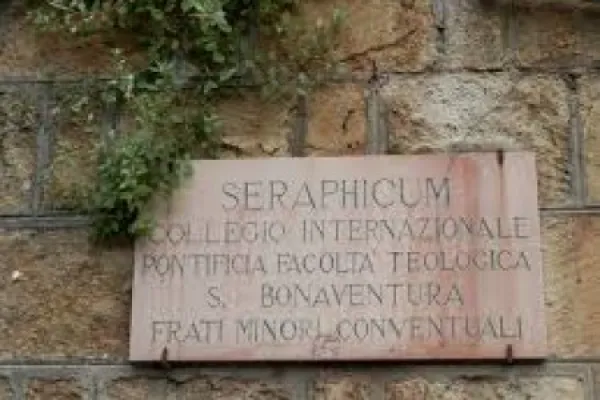 SERAPHICUM
COLLEGIO INTERNAZIONALE
PONTIFICIA FACOLTA' TEOLOGICA
S. BONAVENTURA
FRATI MINORI CONVENTUALI